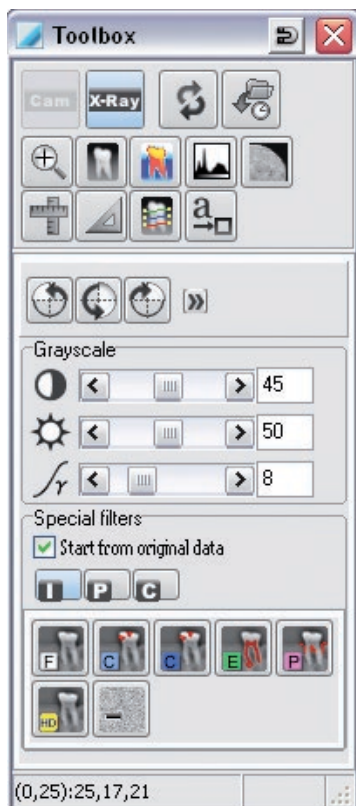 Toolbox
Cam X-Ray
a
Grayscale
45
50
γ 8
Special filters
Start from original data
I P C
F C C E P
HD
(0,25):25,17,21